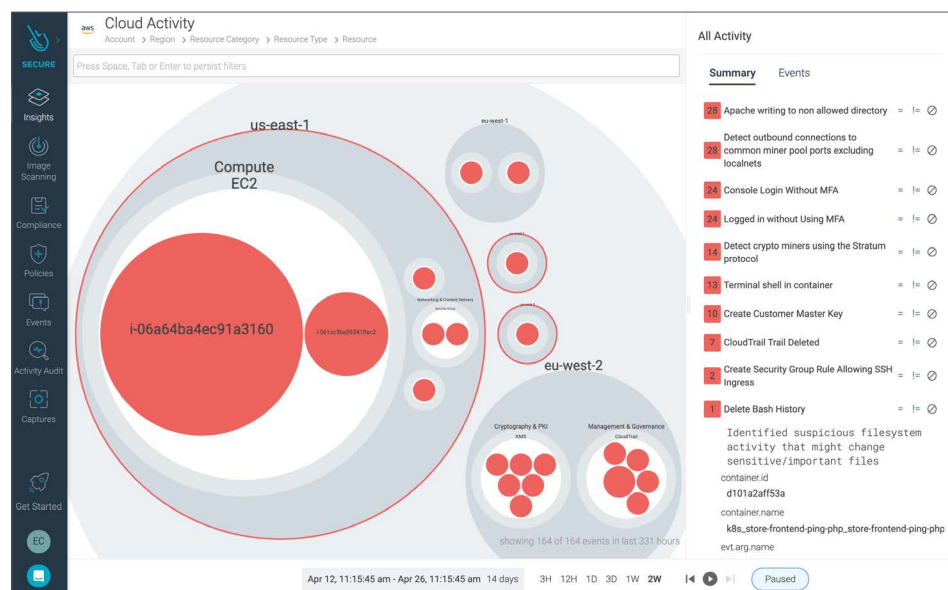 SECURE
Insights
Image
Scanning
Compliance
Policies
Events
Activity Audit
Captures
Get Started
EC
aws
Cloud Activity
Account > Region > Resource Category > Resource Type > Resource
Press Space, Tab or Enter to persist filters
us-east-1
Compute
EC2
i-06a64ba4ec91a3160
Networking & Content Delivery
Security Group
eu-west-1
eu-west-2
Cryptography & PKI
KMS
Management & Governance
CloudTrail
showing 164 of 164 events in last 331 hours
Apr 12, 11:15:45 am - Apr 26, 11:15:45 am 14 days
3H 12H 1D 3D 1W 2W
Paused
All Activity
Summary Events
28 Apache writing to non allowed directory = !=
28 Detect outbound connections to
common miner pool ports excluding
localnets = !=
24 Console Login Without MFA = !=
24 Logged in without Using MFA = !=
14 Detect crypto miners using the Stratum
protocol = !=
13 Terminal shell in container = !=
10 Create Customer Master Key = !=
7 CloudTrail Trail Deleted = !=
2 Create Security Group Rule Allowing SSH
Ingress = !=
1 Delete Bash History = !=
Identified suspicious filesystem
activity that might change
sensitive/important files
container.id
d101a2aff53a
container.name
k8s_store-frontend-ping-php_store-frontend-ping-php
evt.arg.name